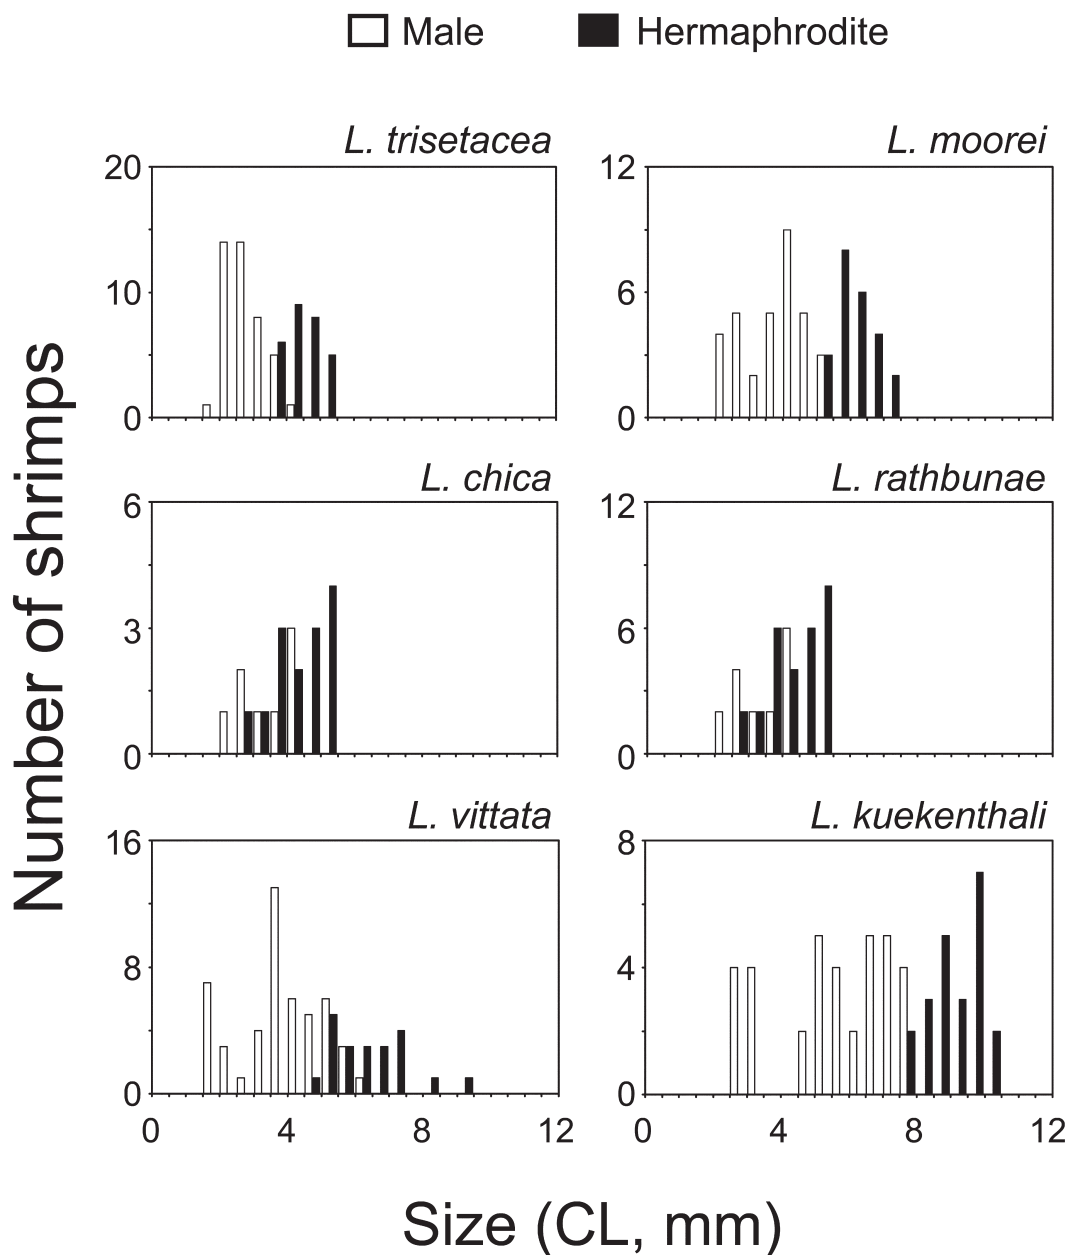 Male Hermaphrodite
L. trisetacea L. moorei
20 12
10 6
0 0
L. chica L. rathbunae
6 12
3 6
0 0
L. vittata L. kuekenthali
16 8
8 4
0 0
0 4 8 12 0 4 8 12
Number of shrimps
Size (CL, mm)